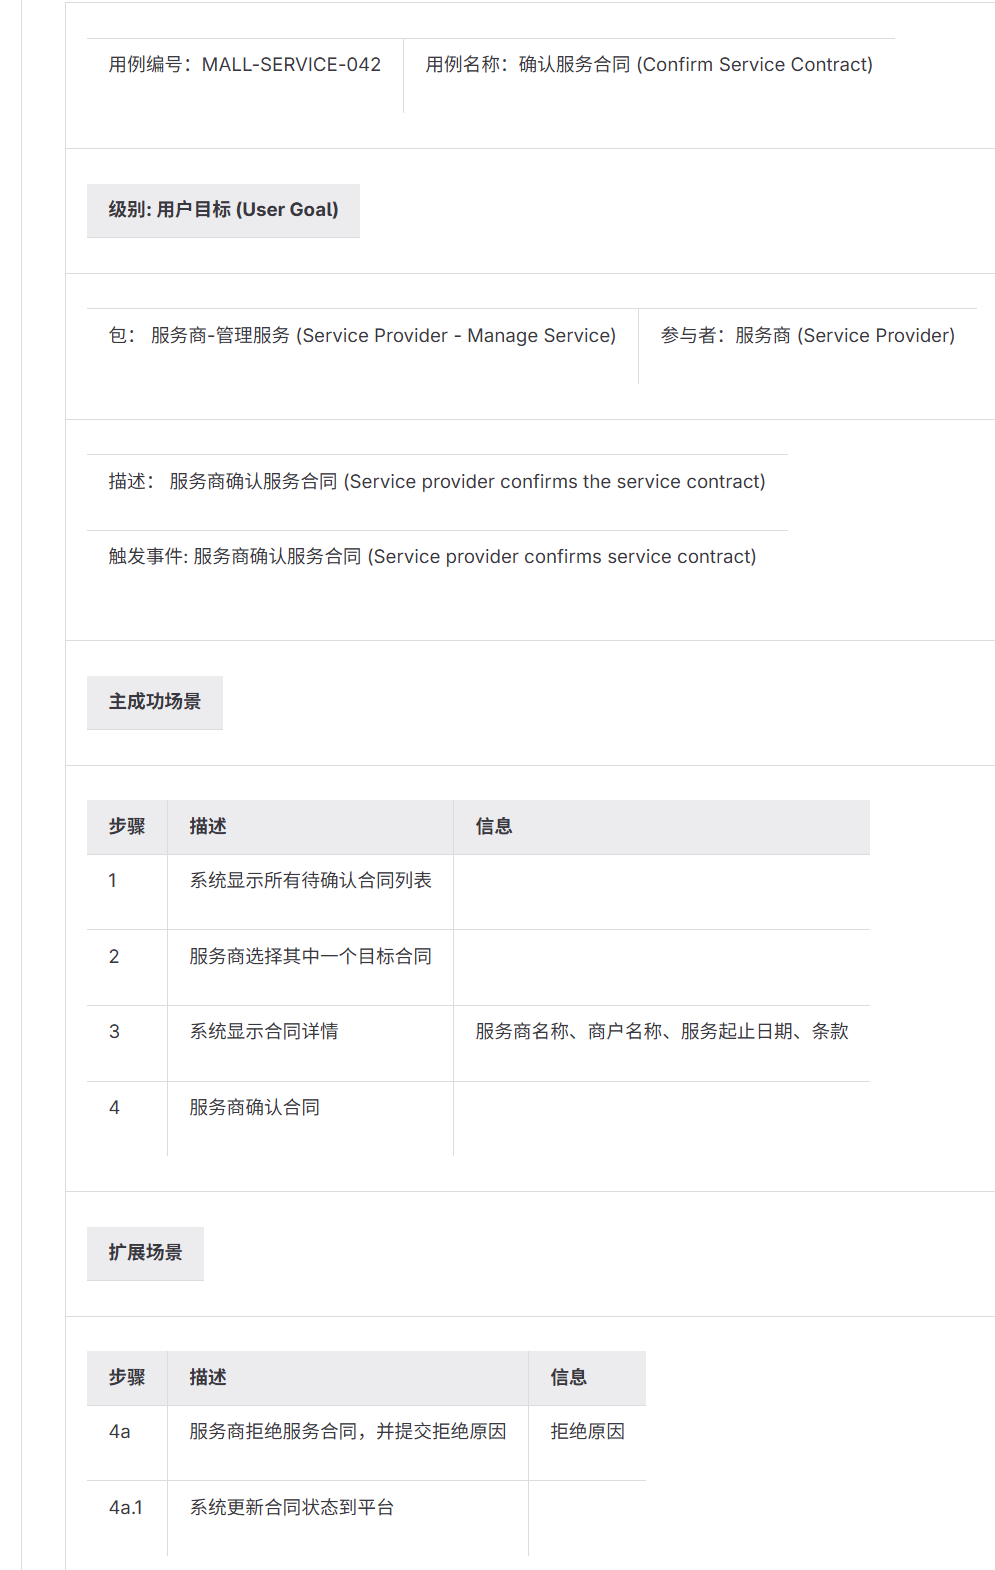 用例编号：MALL-SERVICE-042
用例名称：确认服务合同 (Confirm Service Contract)
级别: 用户目标 (User Goal)
包： 服务商-管理服务 (Service Provider - Manage Service)
参与者：服务商 (Service Provider)
描述： 服务商确认服务合同 (Service provider confirms the service contract)
触发事件: 服务商确认服务合同 (Service provider confirms service contract)
主成功场景
步骤 描述 信息
1 系统显示所有待确认合同列表
2 服务商选择其中一个目标合同
3 系统显示合同详情 服务商名称、商户名称、服务起止日期、条款
4 服务商确认合同
扩展场景
步骤 描述 信息
4a 服务商拒绝服务合同，并提交拒绝原因 拒绝原因
4a.1 系统更新合同状态到平台